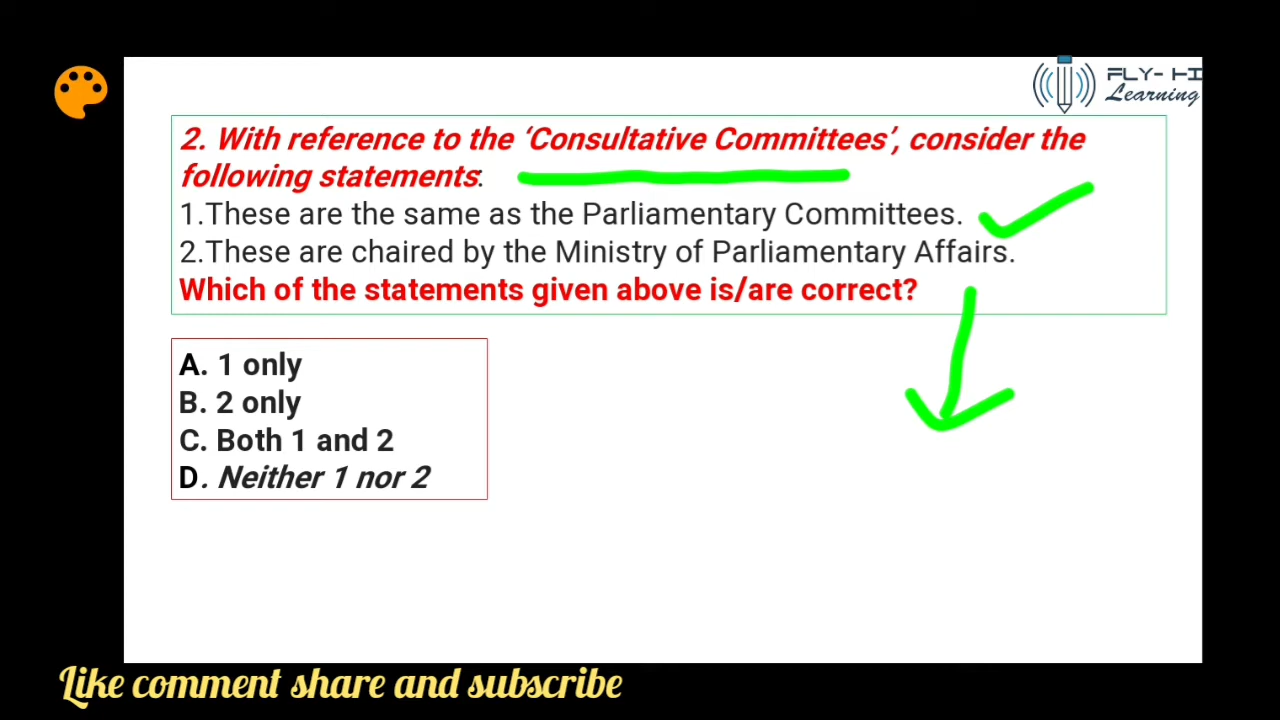 FLY-HI
Learning
2. With reference to the ‘Consultative Committees’, consider the
following statements:
1.These are the same as the Parliamentary Committees.
2.These are chaired by the Ministry of Parliamentary Affairs.
Which of the statements given above is/are correct?
A. 1 only
B. 2 only
C. Both 1 and 2
D. Neither 1 nor 2
Like comment share and subscribe